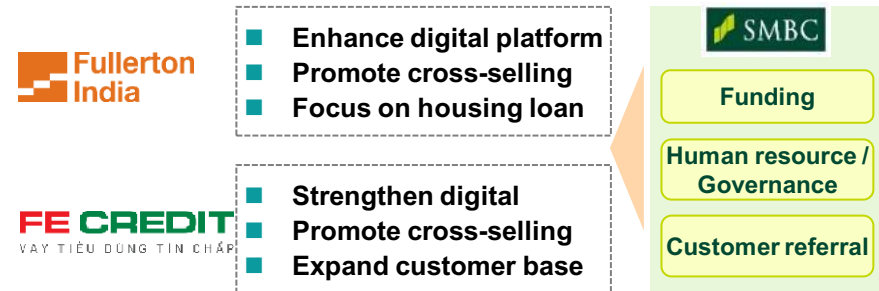 Fullerton
India
Enhance digital platform
Promote cross-selling
Focus on housing loan
FE CREDIT
VAY TIÊU DÙNG TÍN CHẤP
Strengthen digital
Promote cross-selling
Expand customer base
SMBC
Funding
Human resource /
Governance
Customer referral